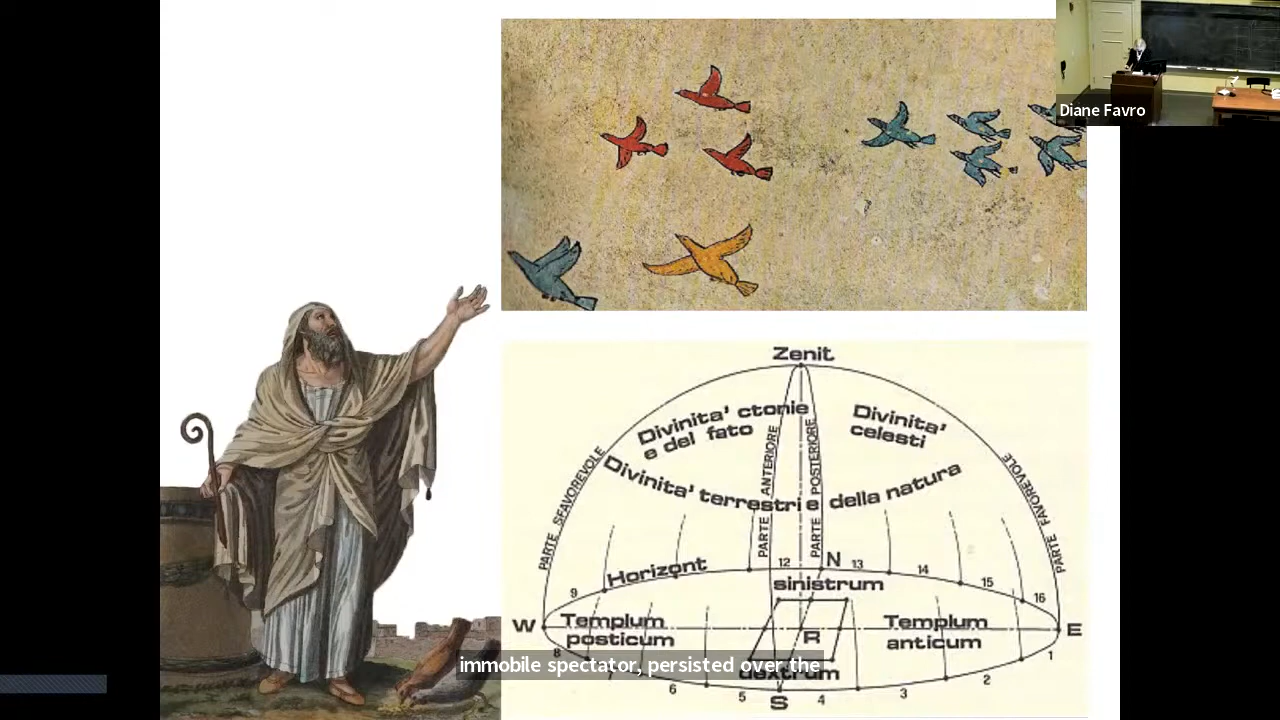 Diane Favro
Zenit
Divinita' ctonie
e del fato
Divinita'
celesti
Divinita' terrestri e della natura
PARTE SFAVOREVOLE
PARTE ANTERIORE
PARTE POSTERIORE
PARTE FAVOREVOLE
Horizont
9
12
N
13
14
15
16
sinistrum
W
Templum
posticum
R
Templum
anticum
E
8
1
immobile spectator, persisted over the
dextrum
6
5
S
4
3
2